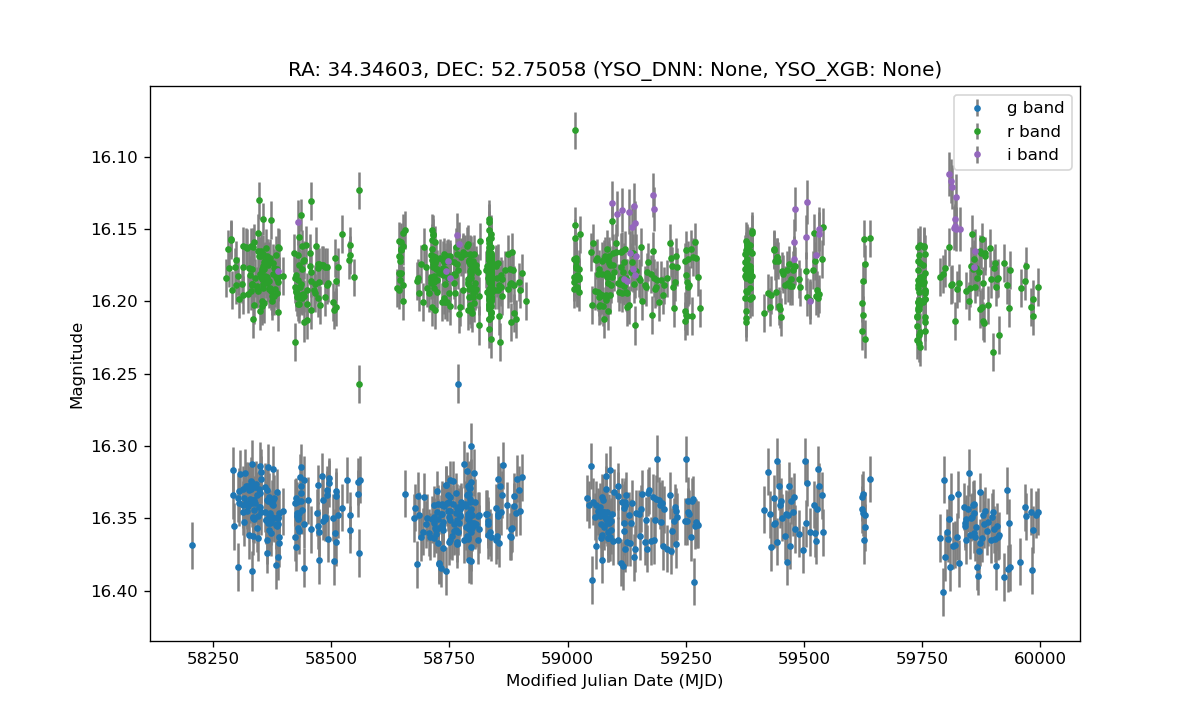 RA: 34.34603, DEC: 52.75058 (YSO_DNN: None, YSO_XGB: None)
g band
r band
i band
16.10
16.15
16.20
16.25
16.30
16.35
16.40
Magnitude
58250 58500 58750 59000 59250 59500 59750 60000
Modified Julian Date (MJD)